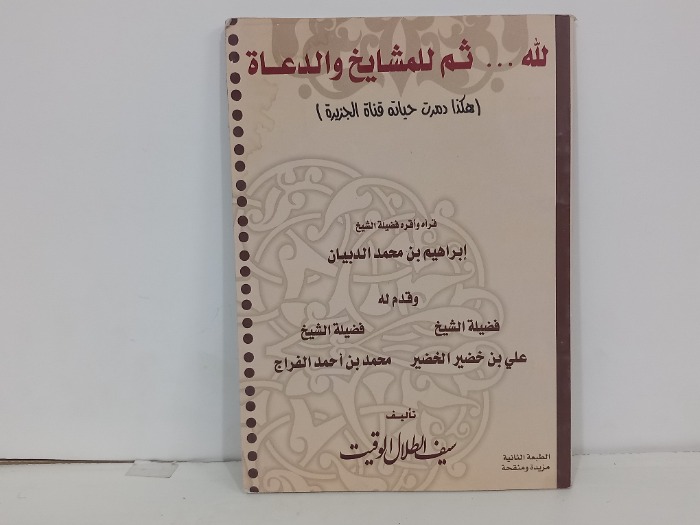 لله ... ثم للمشايخ والدعاة
(هكذا دمرت حياته قناة الجزيرة)
قرأه وأقره فضيلة الشيخ
إبراهيم بن محمد الدبيان
وقدم له
فضيلة الشيخ
فضيلة الشيخ
علي بن خضير الخضير
محمد بن أحمد الفراج
تأليف
سيف الطلال الوقيت
الطبعة الثانية
مزيدة ومنقحة